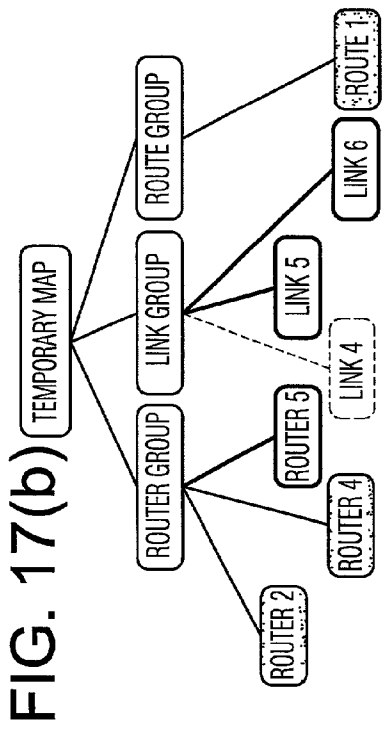 FIG. 17(b)
TEMPORARY MAP
ROUTER GROUP
LINK GROUP
ROUTE GROUP
ROUTER 2
ROUTER 4
ROUTER 5
LINK 4
LINK 5
LINK 6
ROUTE 1